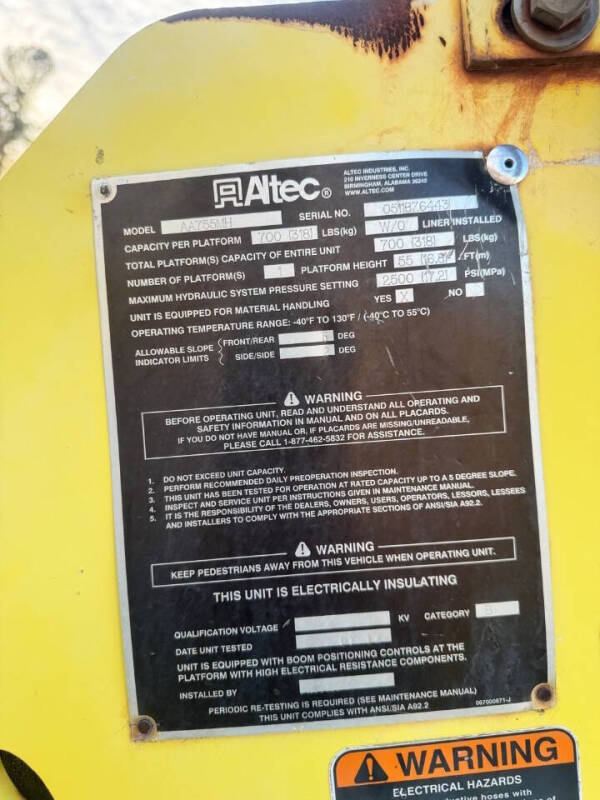 Altec®
ALTEC INDUSTRIES, INC.
210 INVERNESS CENTER DRIVE
BIRMINGHAM, ALABAMA 35242
WWW.ALTEC.COM
MODEL AA755MH SERIAL NO. 0511BZ6443
CAPACITY PER PLATFORM 700 (318) LBS(kg) W/O LINER INSTALLED
TOTAL PLATFORM(S) CAPACITY OF ENTIRE UNIT 700 (318) LBS(kg)
NUMBER OF PLATFORM(S) 1 PLATFORM HEIGHT 55 (16.8) FT(m)
MAXIMUM HYDRAULIC SYSTEM PRESSURE SETTING 2500 (17.2) PSI(MPa)
UNIT IS EQUIPPED FOR MATERIAL HANDLING YES X NO
OPERATING TEMPERATURE RANGE: -40°F TO 130°F / (-40°C TO 55°C)
ALLOWABLE SLOPE INDICATOR LIMITS { FRONT/REAR DEG
SIDE/SIDE DEG
⚠ WARNING
BEFORE OPERATING UNIT, READ AND UNDERSTAND ALL OPERATING AND
SAFETY INFORMATION IN MANUAL AND ON ALL PLACARDS.
IF YOU DO NOT HAVE MANUAL OR, IF PLACARDS ARE MISSING/UNREADABLE,
PLEASE CALL 1-877-462-5832 FOR ASSISTANCE.
1. DO NOT EXCEED UNIT CAPACITY.
2. PERFORM RECOMMENDED DAILY PREOPERATION INSPECTION.
3. THIS UNIT HAS BEEN TESTED FOR OPERATION AT RATED CAPACITY UP TO A 5 DEGREE SLOPE.
4. INSPECT AND SERVICE UNIT PER INSTRUCTIONS GIVEN IN MAINTENANCE MANUAL.
5. IT IS THE RESPONSIBILITY OF THE DEALERS, OWNERS, USERS, OPERATORS, LESSORS, LESSEES
AND INSTALLERS TO COMPLY WITH THE APPROPRIATE SECTIONS OF ANSI/SIA A92.2.
⚠ WARNING
KEEP PEDESTRIANS AWAY FROM THIS VEHICLE WHEN OPERATING UNIT.
THIS UNIT IS ELECTRICALLY INSULATING
QUALIFICATION VOLTAGE KV CATEGORY B
DATE UNIT TESTED
UNIT IS EQUIPPED WITH BOOM POSITIONING CONTROLS AT THE
PLATFORM WITH HIGH ELECTRICAL RESISTANCE COMPONENTS.
INSTALLED BY
PERIODIC RE-TESTING IS REQUIRED (SEE MAINTENANCE MANUAL)
THIS UNIT COMPLIES WITH ANSI/SIA A92.2 067000671-J
⚠ WARNING
ELECTRICAL HAZARDS
hoses with